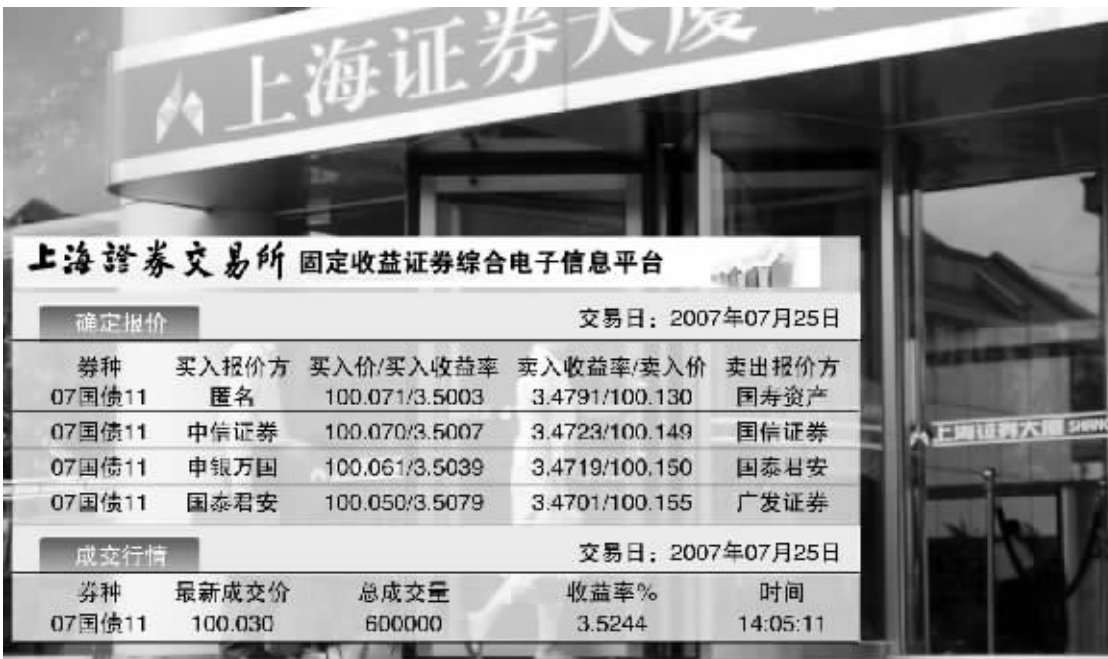 上海证券大厦
上海證券交易所 固定收益证券综合电子信息平台
确定报价 交易日：2007年07月25日
券种 买入报价方 买入价/买入收益率 卖入收益率/卖入价 卖出报价方
07国债11 匿名 100.071/3.5003 3.4791/100.130 国寿资产
07国债11 中信证券 100.070/3.5007 3.4723/100.149 国信证券
07国债11 申银万国 100.061/3.5039 3.4719/100.150 国泰君安
07国债11 国泰君安 100.050/3.5079 3.4701/100.155 广发证券
上海证券大厦
成交行情 交易日：2007年07月25日
券种 最新成交价 总成交量 收益率% 时间
07国债11 100.030 600000 3.5244 14:05:11